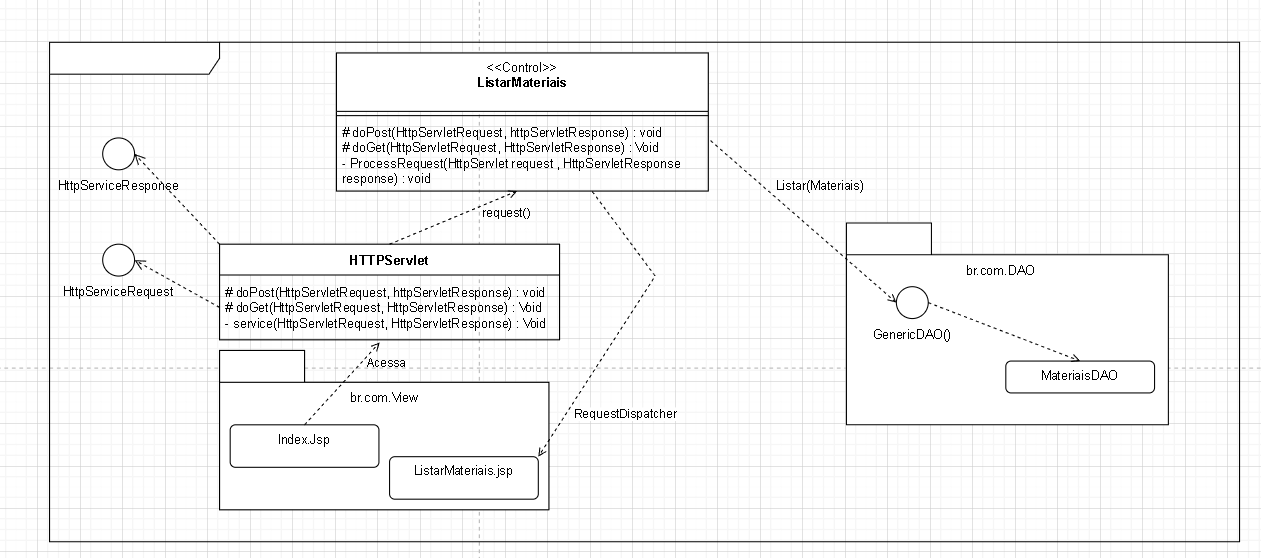 <<Control>>
ListarMateriais
# doPost(HttpServletRequest, httpServletResponse) : void
# doGet(HttpServletRequest, HttpServletResponse) : Void
- ProcessRequest(HttpServlet request , HttpServletResponse
response) : void
HttpServiceResponse
Listar(Materiais)
request()
HTTPServlet
# doPost(HttpServletRequest, httpServletResponse) : void
# doGet(HttpServletRequest, HttpServletResponse) : Void
- service(HttpServletRequest, HttpServletResponse) : Void
HttpServiceRequest
br.com.DAO
GenericDAO()
MateriaisDAO
Acessa
br.com.View
RequestDispatcher
Index.Jsp
ListarMateriais.jsp